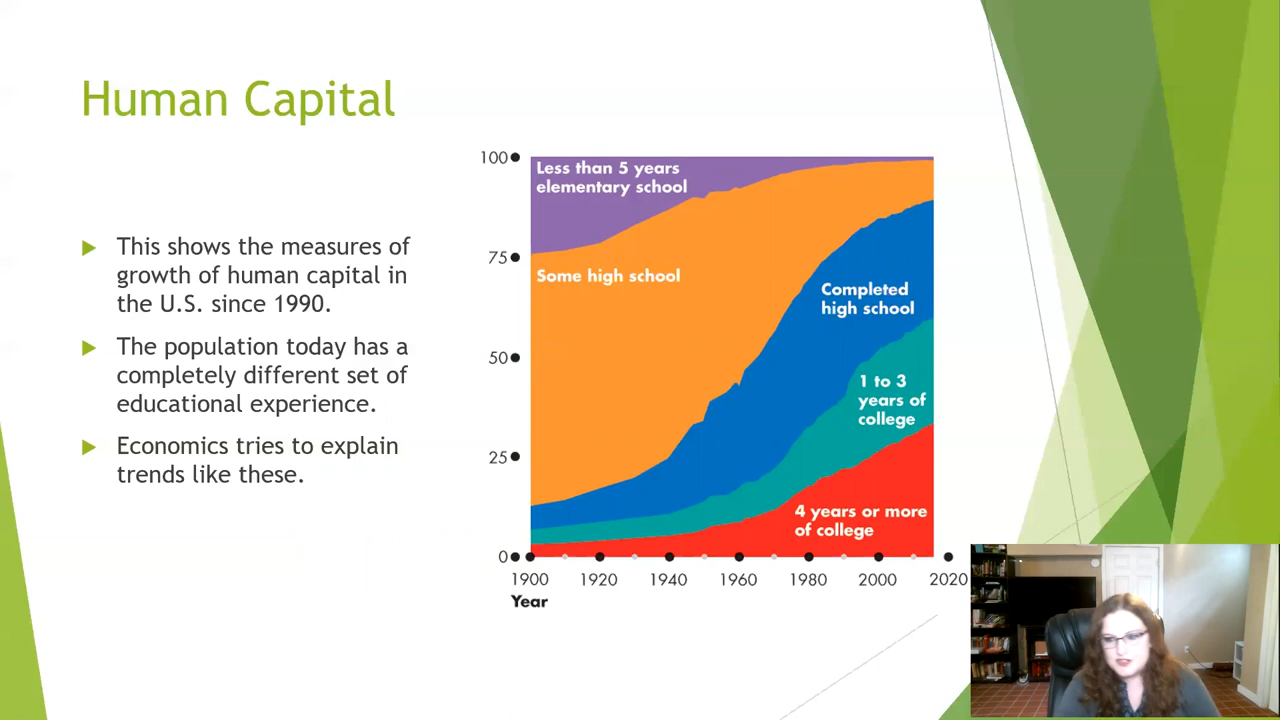 Human Capital
This shows the measures of
growth of human capital in
the U.S. since 1990.
The population today has a
completely different set of
educational experience.
Economics tries to explain
trends like these.
100
75
50
25
0
Less than 5 years
elementary school
Some high school
Completed
high school
1 to 3
years of
college
4 years or more
of college
1900 1920 1940 1960 1980 2000 2020
Year